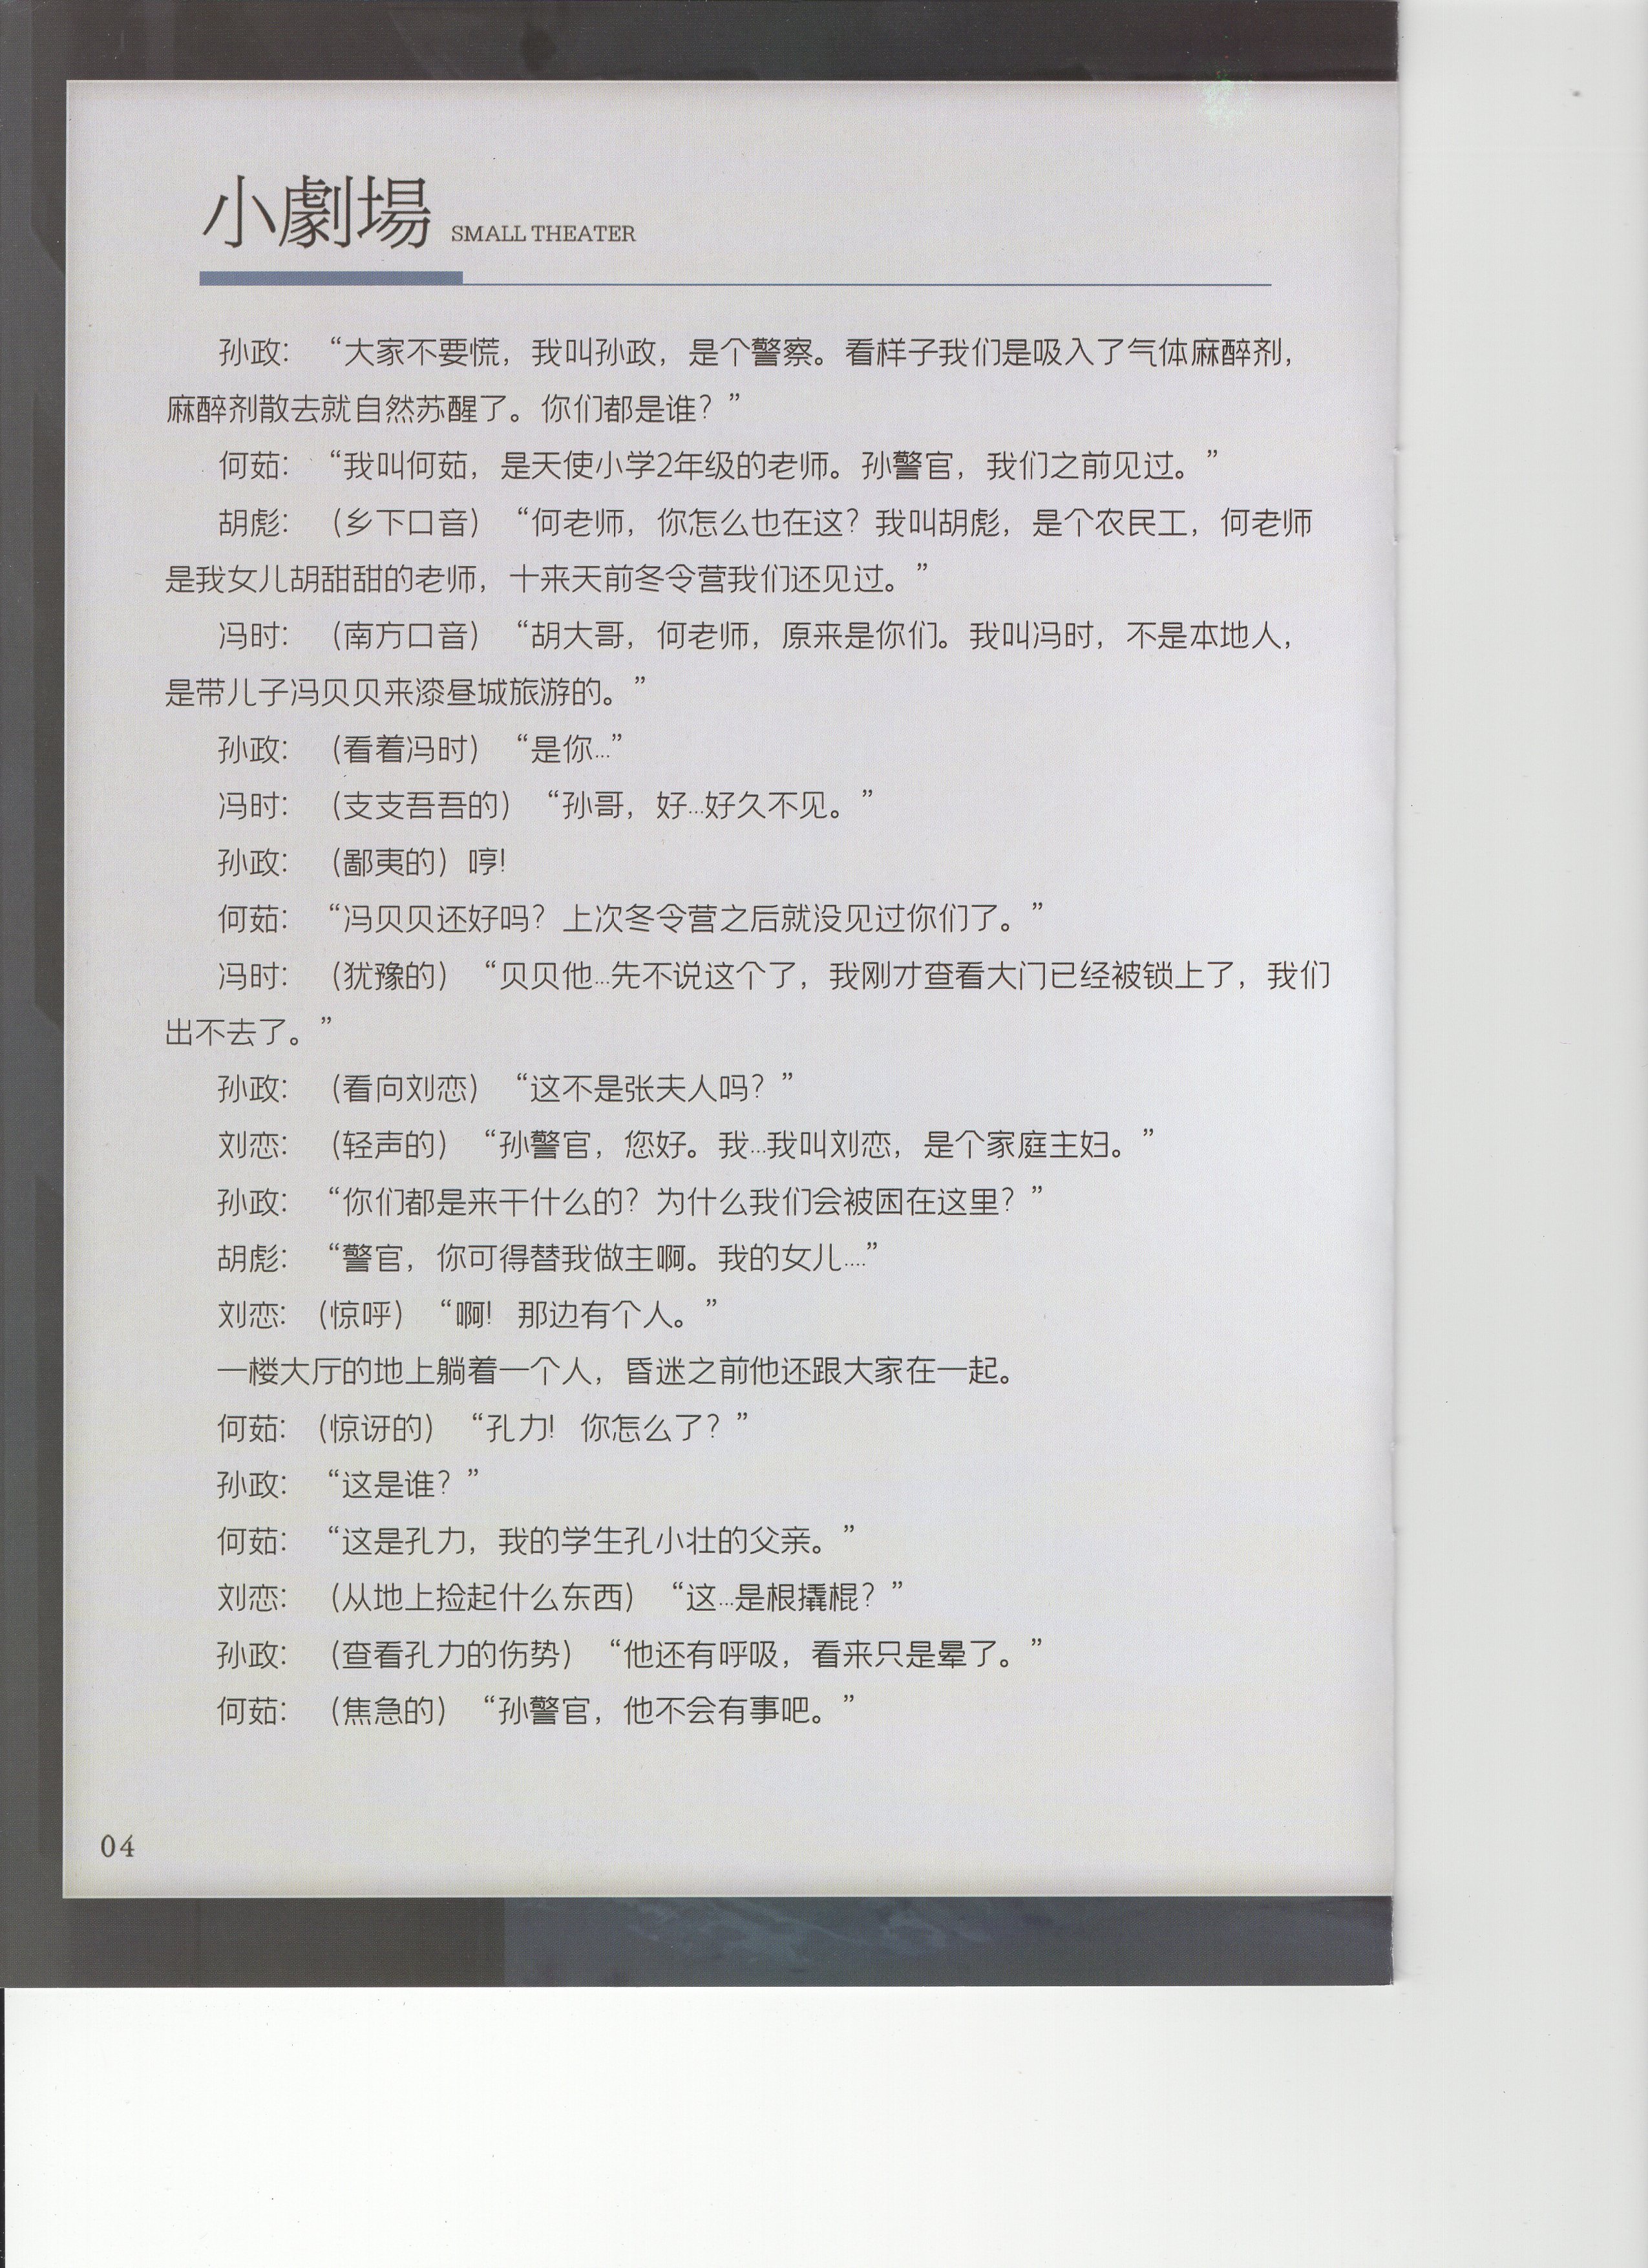 小劇場 SMALL THEATER
孙政：“大家不要慌，我叫孙政，是个警察。看样子我们是吸入了气体麻醉剂，
麻醉剂散去就自然苏醒了。你们都是谁？”
何茹：“我叫何茹，是天使小学2年级的老师。孙警官，我们之前见过。”
胡彪：（乡下口音）“何老师，你怎么也在这？我叫胡彪，是个农民工，何老师
是我女儿胡甜甜的老师，十来天前冬令营我们还见过。”
冯时：（南方口音）“胡大哥，何老师，原来是你们。我叫冯时，不是本地人，
是带儿子冯贝贝来漆昼城旅游的。”
孙政：（看着冯时）“是你...”
冯时：（支支吾吾的）“孙哥，好...好久不见。”
孙政：（鄙夷的）哼！
何茹：“冯贝贝还好吗？上次冬令营之后就没见过你们了。”
冯时：（犹豫的）“贝贝他...先不说这个了，我刚才查看大门已经被锁上了，我们
出不去了。”
孙政：（看向刘恋）“这不是张夫人吗？”
刘恋：（轻声的）“孙警官，您好。我...我叫刘恋，是个家庭主妇。”
孙政：“你们都是来干什么的？为什么我们会被困在这里？”
胡彪：“警官，你可得替我做主啊。我的女儿....”
刘恋：（惊呼）“啊！那边有个人。”
一楼大厅的地上躺着一个人，昏迷之前他还跟大家在一起。
何茹：（惊讶的）“孔力！你怎么了？”
孙政：“这是谁？”
何茹：“这是孔力，我的学生孔小壮的父亲。”
刘恋：（从地上捡起什么东西）“这...是根撬棍？”
孙政：（查看孔力的伤势）“他还有呼吸，看来只是晕了。”
何茹：（焦急的）“孙警官，他不会有事吧。”
04